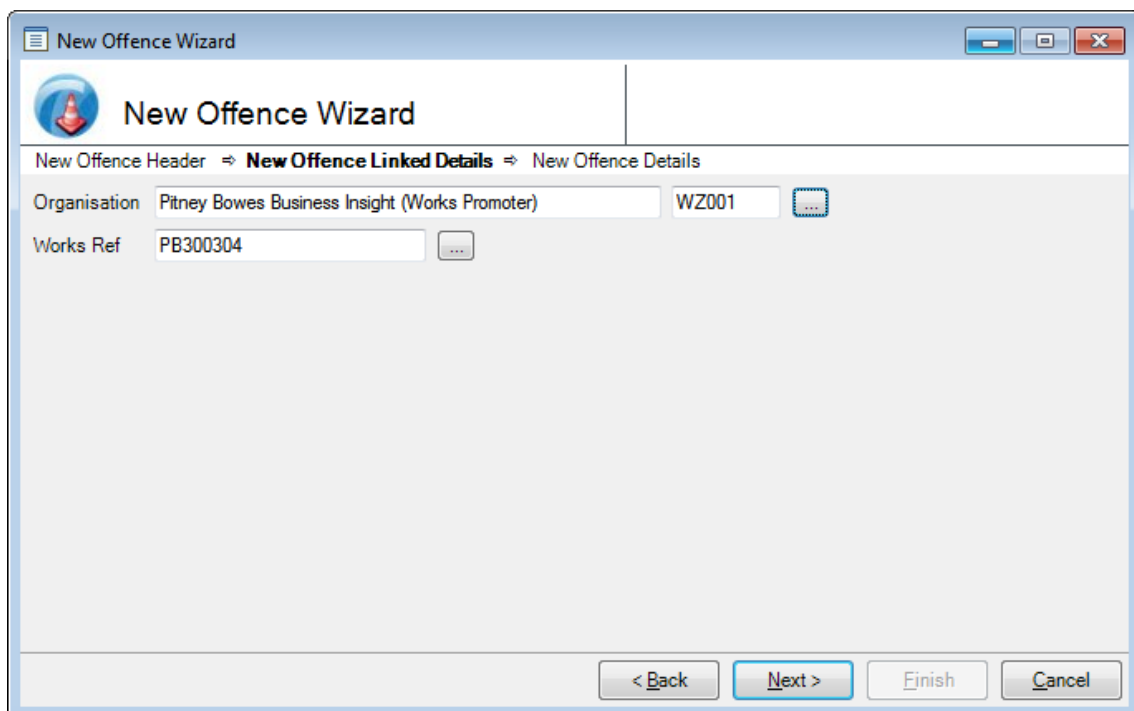 New Offence Wizard
New Offence Wizard
New Offence Header ⇨ New Offence Linked Details ⇨ New Offence Details
Organisation Pitney Bowes Business Insight (Works Promoter) WZ001 ...
Works Ref PB300304 ...
< Back Next > Finish Cancel